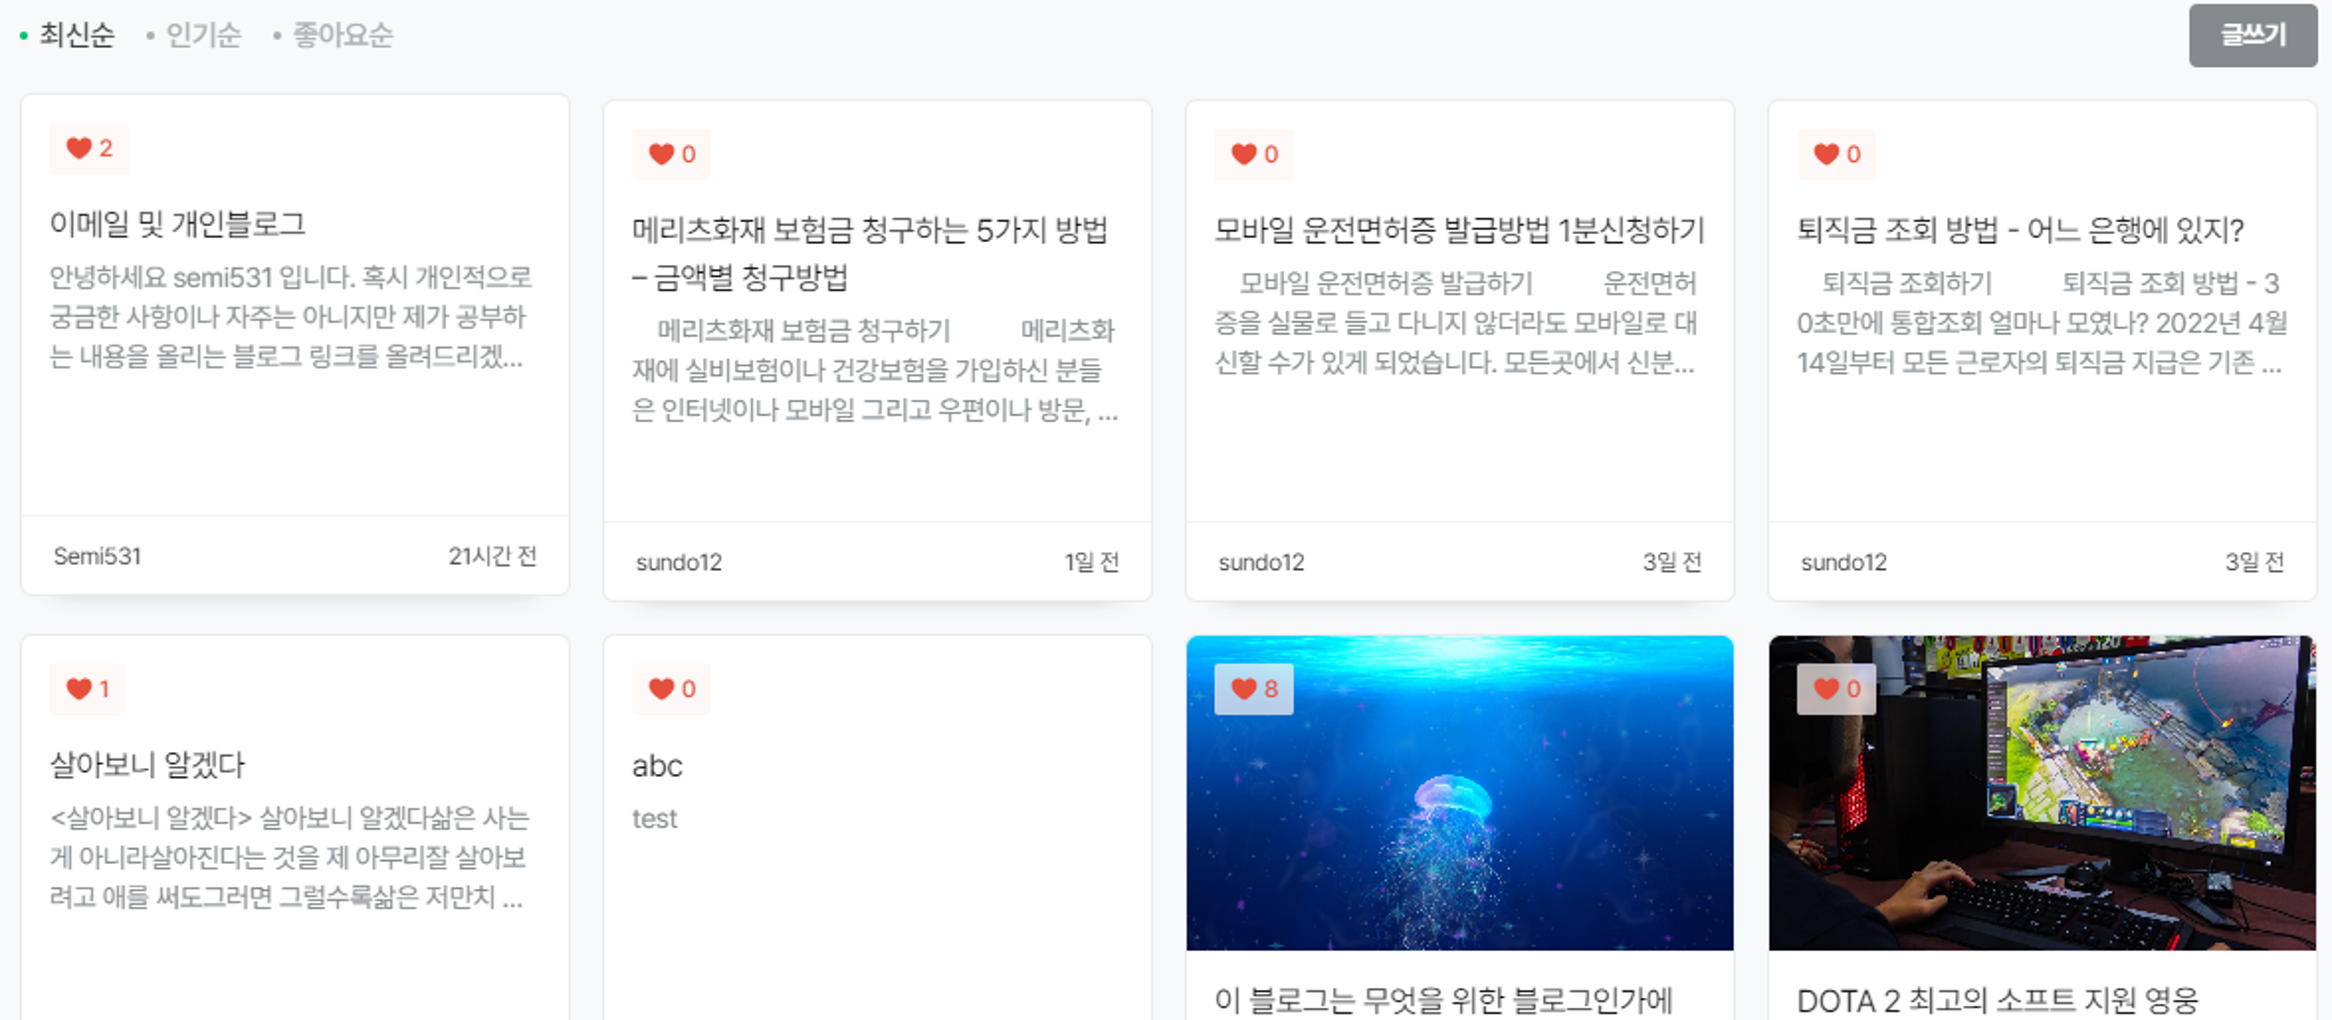 최신순 인기순 좋아요순 글쓰기
2
이메일 및 개인블로그
안녕하세요 semi531 입니다. 혹시 개인적으로
궁금한 사항이나 자주는 아니지만 제가 공부하
는 내용을 올리는 블로그 링크를 올려드리겠...
Semi531 21시간 전
0
메리츠화재 보험금 청구하는 5가지 방법
– 금액별 청구방법
메리츠화재 보험금 청구하기 메리츠화
재에 실비보험이나 건강보험을 가입하신 분들
은 인터넷이나 모바일 그리고 우편이나 방문, ...
sundo12 1일 전
0
모바일 운전면허증 발급방법 1분신청하기
모바일 운전면허증 발급하기 운전면허
증을 실물로 들고 다니지 않더라도 모바일로 대
신할 수가 있게 되었습니다. 모든곳에서 신분...
sundo12 3일 전
0
퇴직금 조회 방법 - 어느 은행에 있지?
퇴직금 조회하기 퇴직금 조회 방법 - 3
0초만에 통합조회 얼마나 모였나? 2022년 4월
14일부터 모든 근로자의 퇴직금 지급은 기존 ...
sundo12 3일 전
1
살아보니 알겠다
<살아보니 알겠다> 살아보니 알겠다삶은 사는
게 아니라살아진다는 것을 제 아무리잘 살아보
려고 애를 써도그러면 그럴수록삶은 저만치 ...
0
abc
test
8
이 블로그는 무엇을 위한 블로그인가에
0
DOTA 2 최고의 소프트 지원 영웅